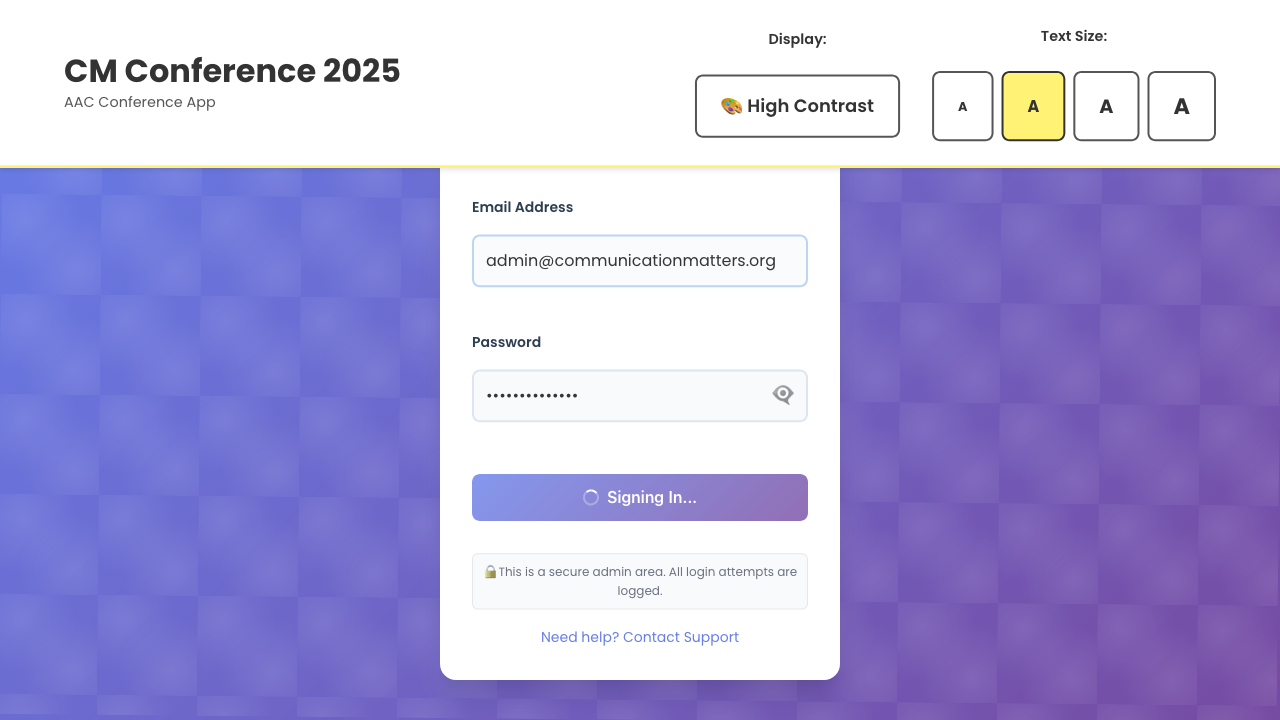 CM Conference 2025
AAC Conference App
Display:
🎨 High Contrast
Text Size:
A A A A
Email Address
admin@communicationmatters.org
Password
••••••••••••••
Signing In...
🔒This is a secure admin area. All login attempts are
logged.
Need help? Contact Support